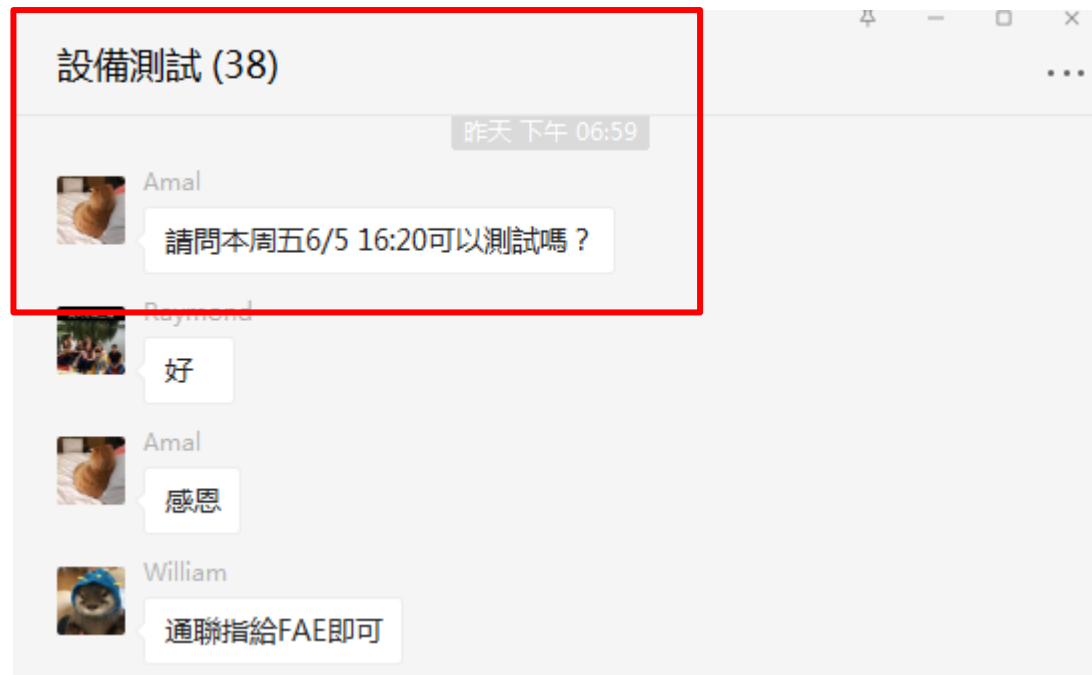 設備測試 (38)
昨天 下午 06:59
Amal
請問本周五6/5 16:20可以測試嗎？
Raymond
好
Amal
感恩
William
通聯指給FAE即可